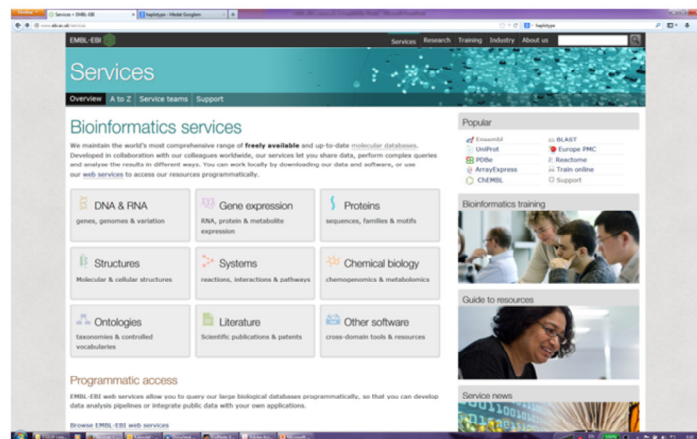 Services < EMBL-EBI
haplotype - Hledat Googlem
www.ebi.ac.uk/services
haplotype
EMBL-EBI
Services Research Training Industry About us
Services
Overview A to Z Service teams Support
Bioinformatics services
We maintain the world's most comprehensive range of freely available and up-to-date molecular databases.
Developed in collaboration with our colleagues worldwide, our services let you share data, perform complex queries
and analyse the results in different ways. You can work locally by downloading our data and software, or use
our web services to access our resources programmatically.
DNA & RNA
genes, genomes & variation
Gene expression
RNA, protein & metabolite
expression
Proteins
sequences, families & motifs
Structures
Molecular & cellular structures
Systems
reactions, interactions & pathways
Chemical biology
chemogenomics & metabolomics
Ontologies
taxonomies & controlled
vocabularies
Literature
Scientific publications & patents
Other software
cross-domain tools & resources
Programmatic access
EMBL-EBI web services allow you to query our large biological databases programmatically, so that you can develop
data analysis pipelines or integrate public data with your own applications.
Browse EMBL-EBI web services
Popular
Ensembl
UniProt
PDBe
ArrayExpress
ChEMBL
BLAST
Europe PMC
Reactome
Train online
Support
Bioinformatics training
Guide to resources
Service news